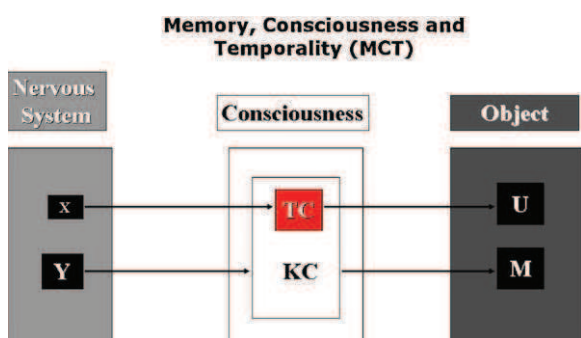 Memory, Consciousness and
Temporality (MCT)
Nervous
System
Consciousness
Object
X
TC
U
Y
KC
M